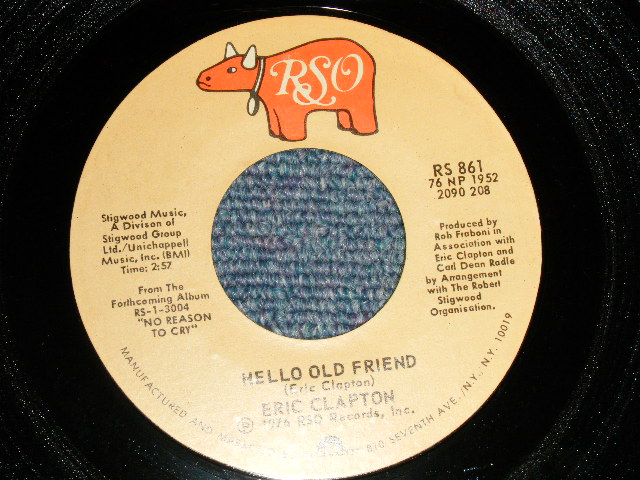 RSO
RS 861
76 NP 1952
2090 208
Stigwood Music,
A Divison of
Stigwood Group
Ltd./Unichappell
Music, Inc. (BMI)
Time: 2:57
From The
Forthcoming Album
RS-1-3004
"NO REASON
TO CRY"
Produced by
Rob Fraboni in
Association with
Eric Clapton and
Carl Dean Radle
by Arrangement
with The Robert
Stigwood
Organisation.
HELLO OLD FRIEND
(Eric Clapton)
ERIC CLAPTON
Ⓟ 1976 RSO Records, Inc.
MANUFACTURED AND 810 SEVENTH AVE., N.Y., N.Y. 10019